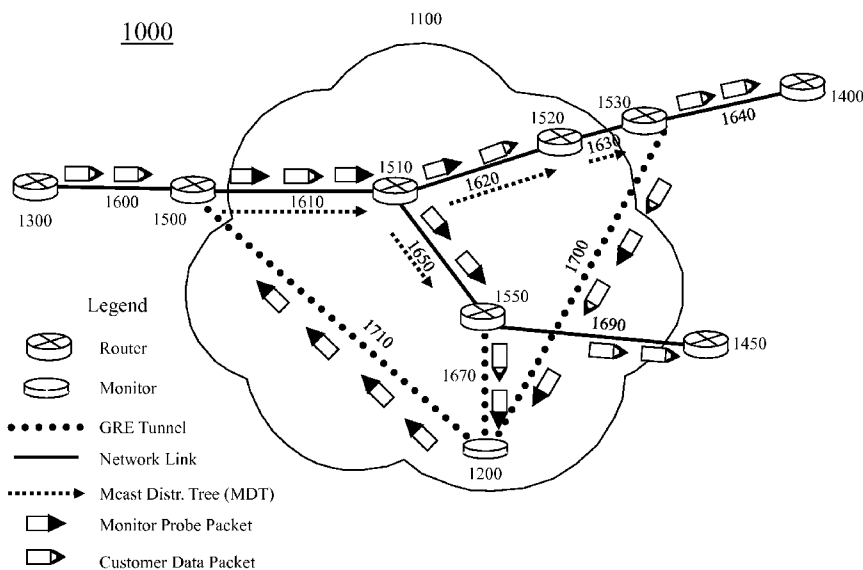 1000
1100
1400
1530
1520
1640
1630
1510
1620
1300
1600
1500
1610
1650
1700
1550
1690
1450
1710
1670
1200
Legend
Router
Monitor
GRE Tunnel
Network Link
Mcast Distr. Tree (MDT)
Monitor Probe Packet
Customer Data Packet